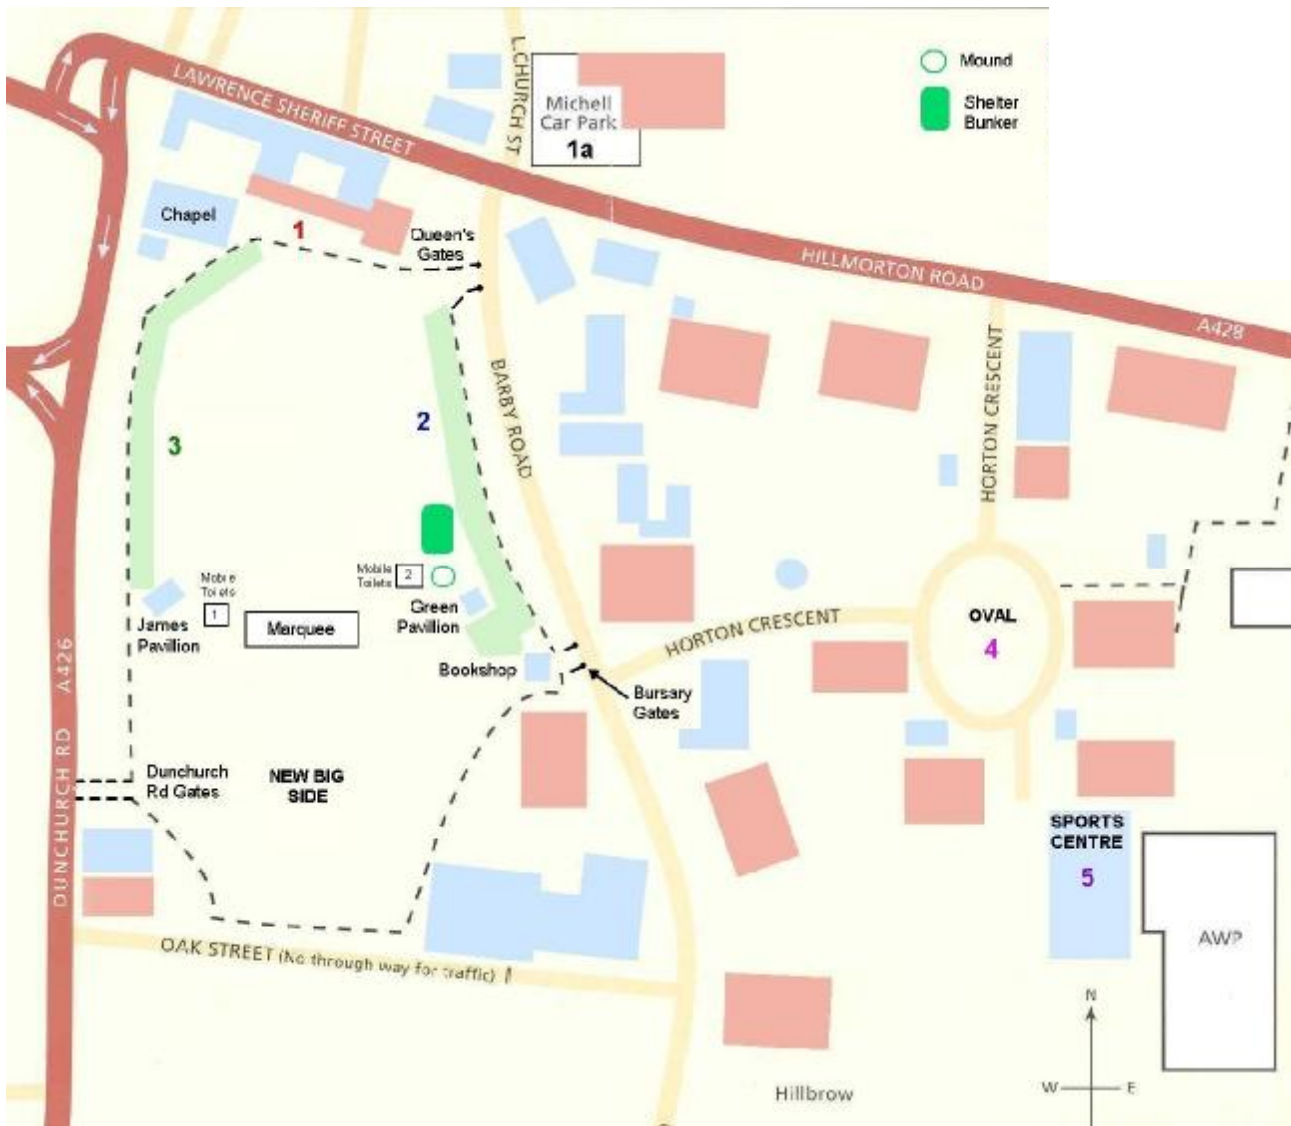 LAWRENCE SHERIFF STREET
L.CHURCH ST
Michell
Car Park
1a
Mound
Shelter
Bunker
Chapel
1
Queen's
Gates
HILLMORTON ROAD
A428
HORTON CRESCENT
BARBY ROAD
2
3
Mobile
Toilets
1
Mobile
Toilets
2
James
Pavillion
Marquee
Green
Pavillion
Bookshop
HORTON CRESCENT
OVAL
4
Bursary
Gates
DUNCHURCH RD A426
Dunchurch
Rd Gates
NEW BIG
SIDE
SPORTS
CENTRE
5
AWP
OAK STREET (No through way for traffic)
N
W
E
Hillbrow